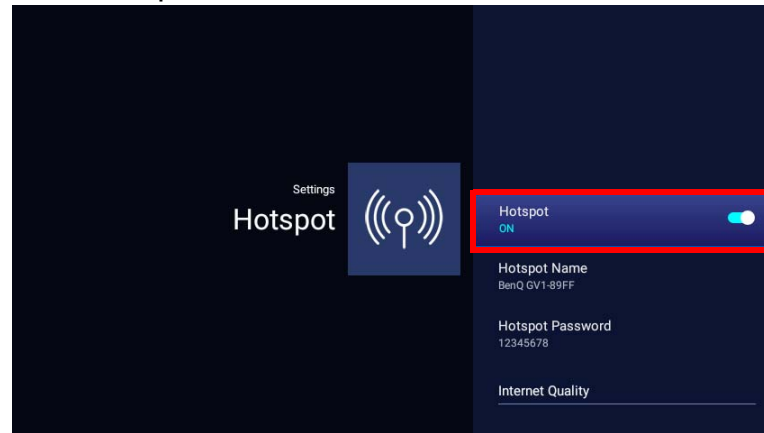 Settings
Hotspot
Hotspot
ON
Hotspot Name
BenQ GV1-89FF
Hotspot Password
12345678
Internet Quality